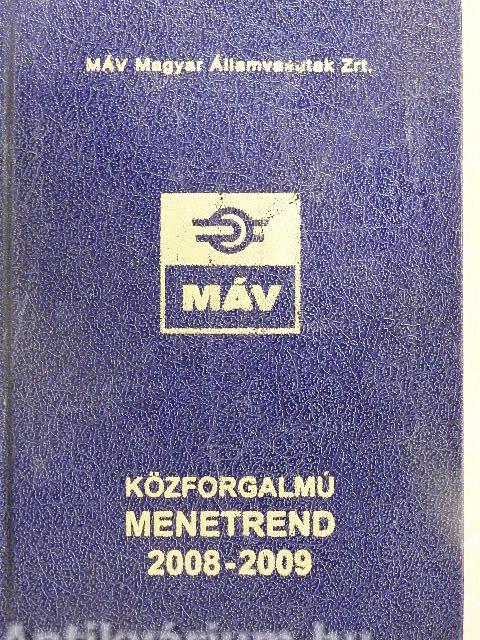 MÁV Magyar Államvasutak Zrt.
MÁV
KÖZFORGALMÚ
MENETREND
2008-2009